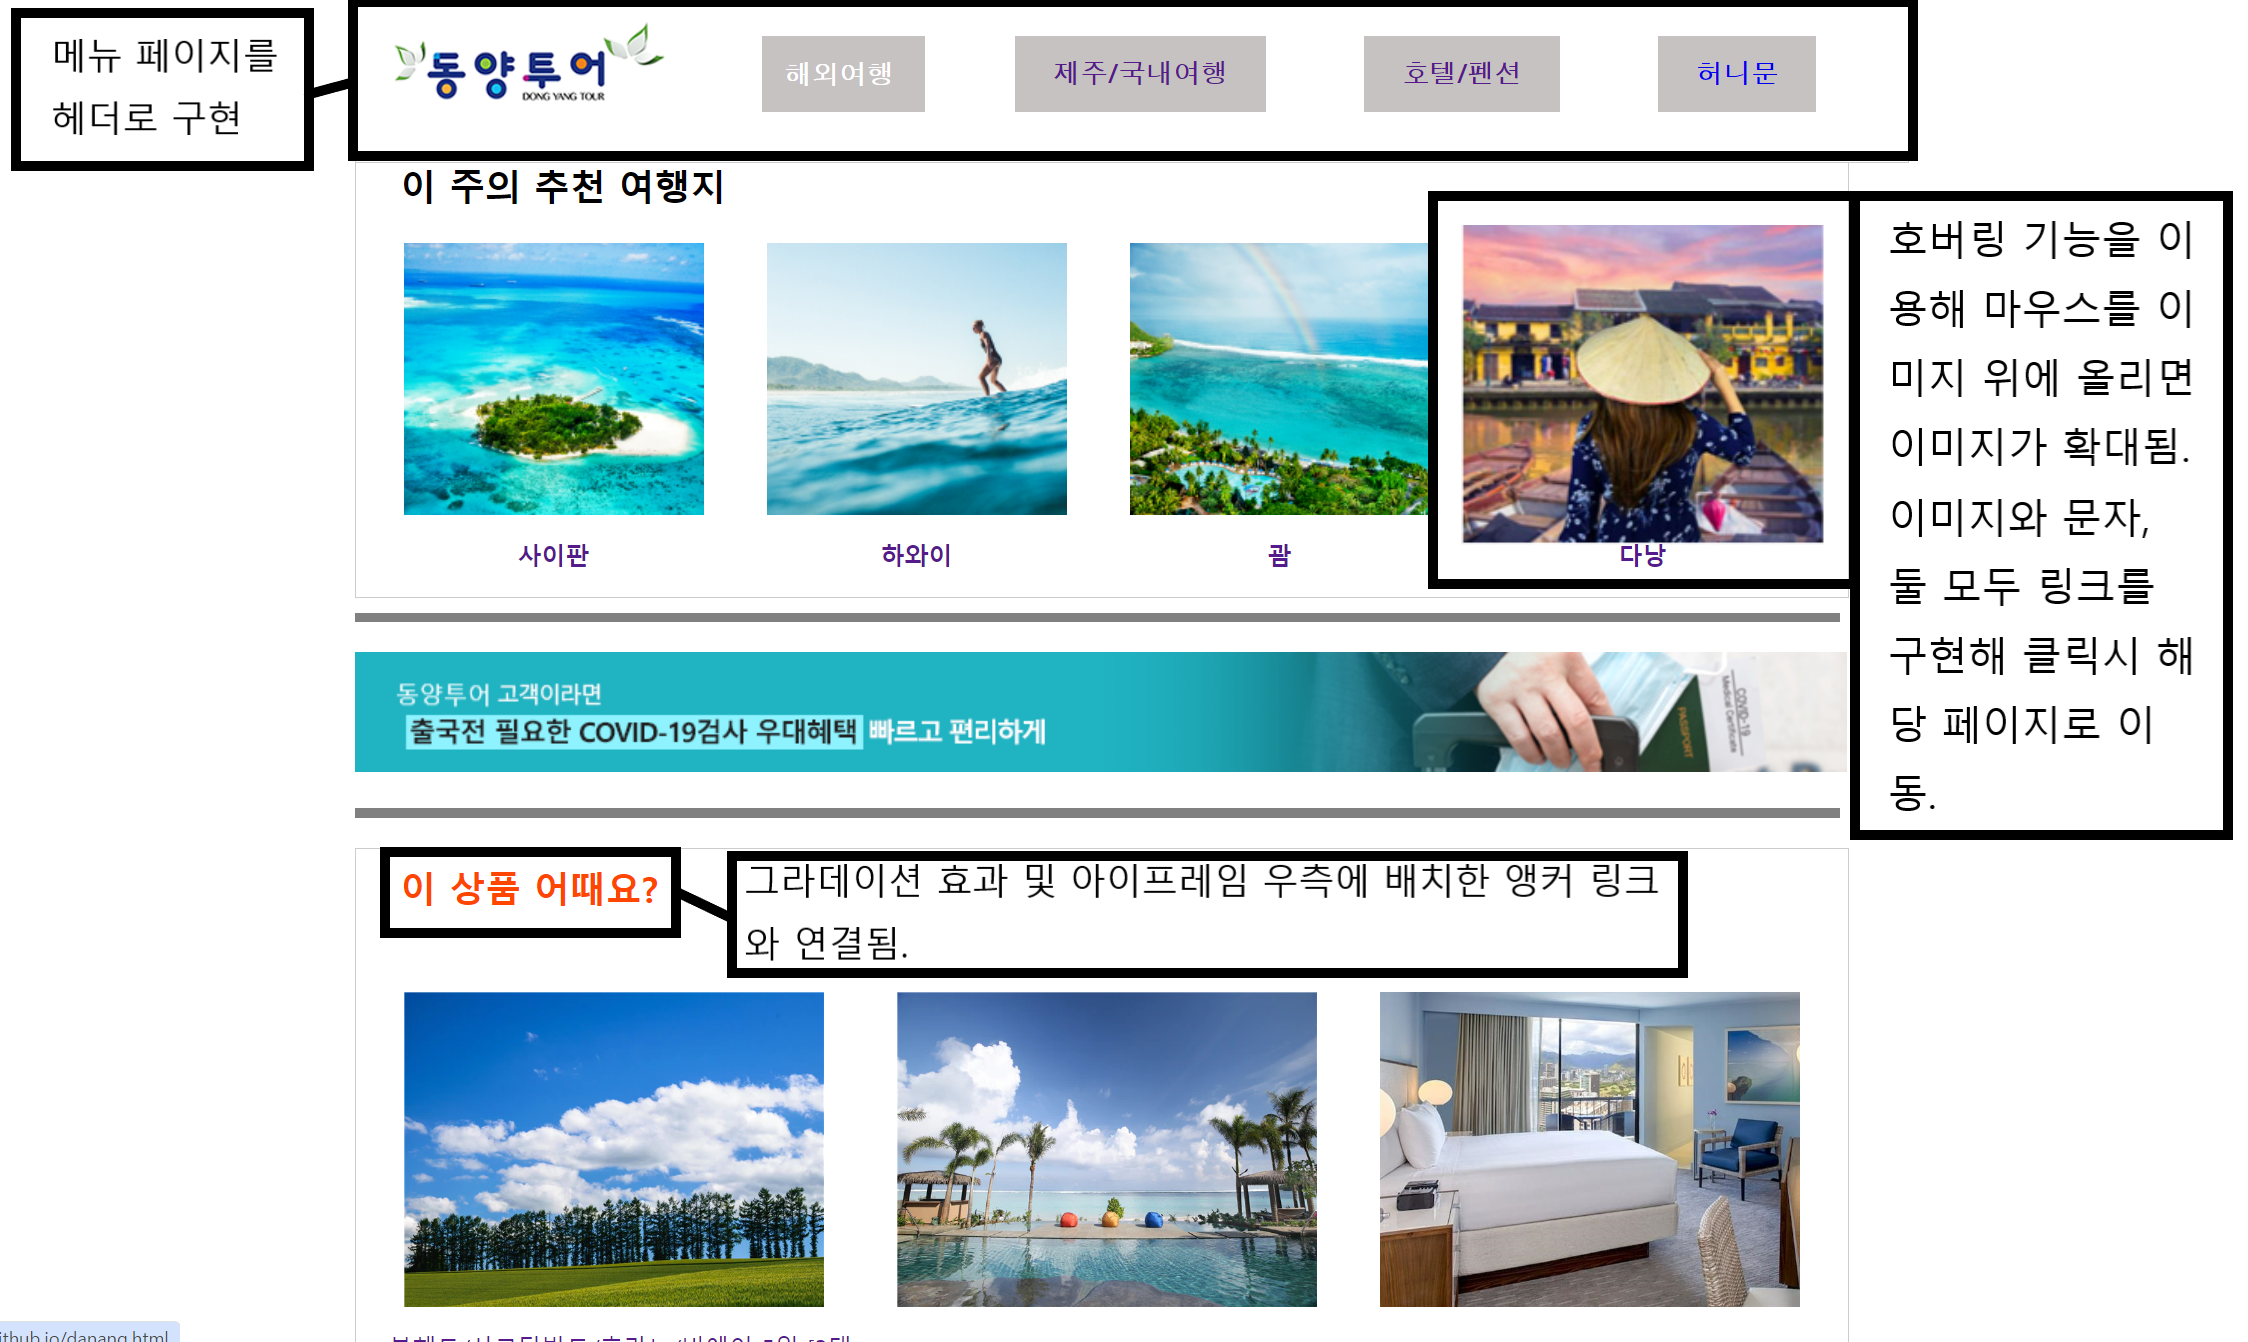 메뉴 페이지를
헤더로 구현
동양투어
DONG YANG TOUR
해외여행
제주/국내여행
호텔/펜션
허니문
이 주의 추천 여행지
사이판
하와이
괌
다낭
호버링 기능을 이
용해 마우스를 이
미지 위에 올리면
이미지가 확대됨.
이미지와 문자,
둘 모두 링크를
구현해 클릭시 해
당 페이지로 이
동.
동양투어 고객이라면
출국전 필요한 COVID-19검사 우대혜택 빠르고 편리하게
COVID-19
Medical Certificate
PASSPORT
이 상품 어때요?
그라데이션 효과 및 아이프레임 우측에 배치한 앵커 링크
와 연결됨.
ithub.io/danang.html